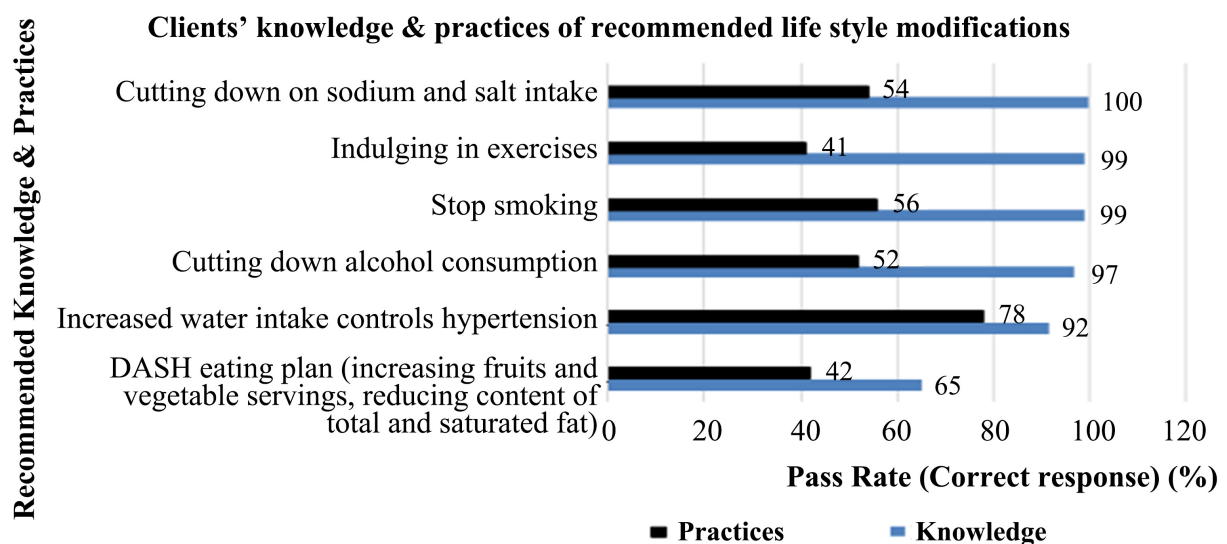 Clients’ knowledge & practices of recommended life style modifications
Recommended Knowledge & Practices
Cutting down on sodium and salt intake
54
100
Indulging in exercises
41
99
Stop smoking
56
99
Cutting down alcohol consumption
52
97
Increased water intake controls hypertension
78
92
DASH eating plan (increasing fruits and
vegetable servings, reducing content of
total and saturated fat)
42
65
0 20 40 60 80 100 120
Pass Rate (Correct response) (%)
Practices Knowledge